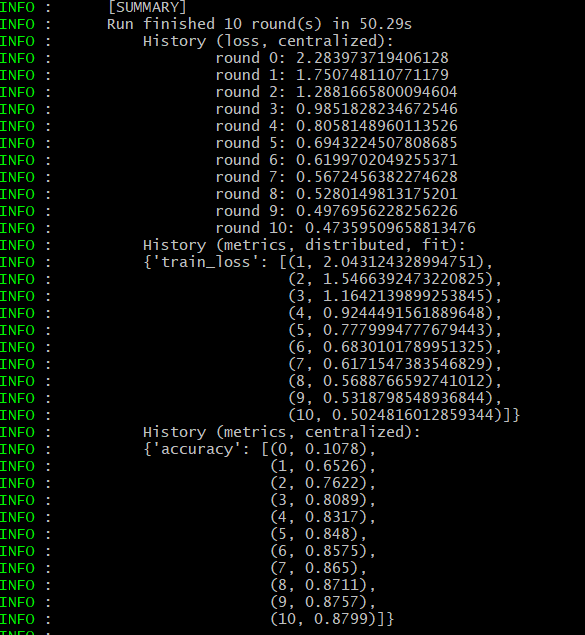 INFO :      [SUMMARY]
INFO :      Run finished 10 round(s) in 50.29s
INFO :          History (loss, centralized):
INFO :                  round 0: 2.283973719406128
INFO :                  round 1: 1.750748110771179
INFO :                  round 2: 1.2881665800094604
INFO :                  round 3: 0.9851828234672546
INFO :                  round 4: 0.8058148960113526
INFO :                  round 5: 0.6943224507808685
INFO :                  round 6: 0.6199702049255371
INFO :                  round 7: 0.5672456382274628
INFO :                  round 8: 0.5280149813175201
INFO :                  round 9: 0.4976956228256226
INFO :                  round 10: 0.47359509658813476
INFO :          History (metrics, distributed, fit):
INFO :          {'train_loss': [(1, 2.043124328994751),
INFO :                          (2, 1.5466392473220825),
INFO :                          (3, 1.1642139899253845),
INFO :                          (4, 0.9244491561889648),
INFO :                          (5, 0.7779994777679443),
INFO :                          (6, 0.6830101789951325),
INFO :                          (7, 0.6171547383546829),
INFO :                          (8, 0.5688766592741012),
INFO :                          (9, 0.5318798548936844),
INFO :                          (10, 0.5024816012859344)]}
INFO :          History (metrics, centralized):
INFO :          {'accuracy': [(0, 0.1078),
INFO :                        (1, 0.6526),
INFO :                        (2, 0.7622),
INFO :                        (3, 0.8089),
INFO :                        (4, 0.8317),
INFO :                        (5, 0.848),
INFO :                        (6, 0.8575),
INFO :                        (7, 0.865),
INFO :                        (8, 0.8711),
INFO :                        (9, 0.8757),
INFO :                        (10, 0.8799)]}
INFO :